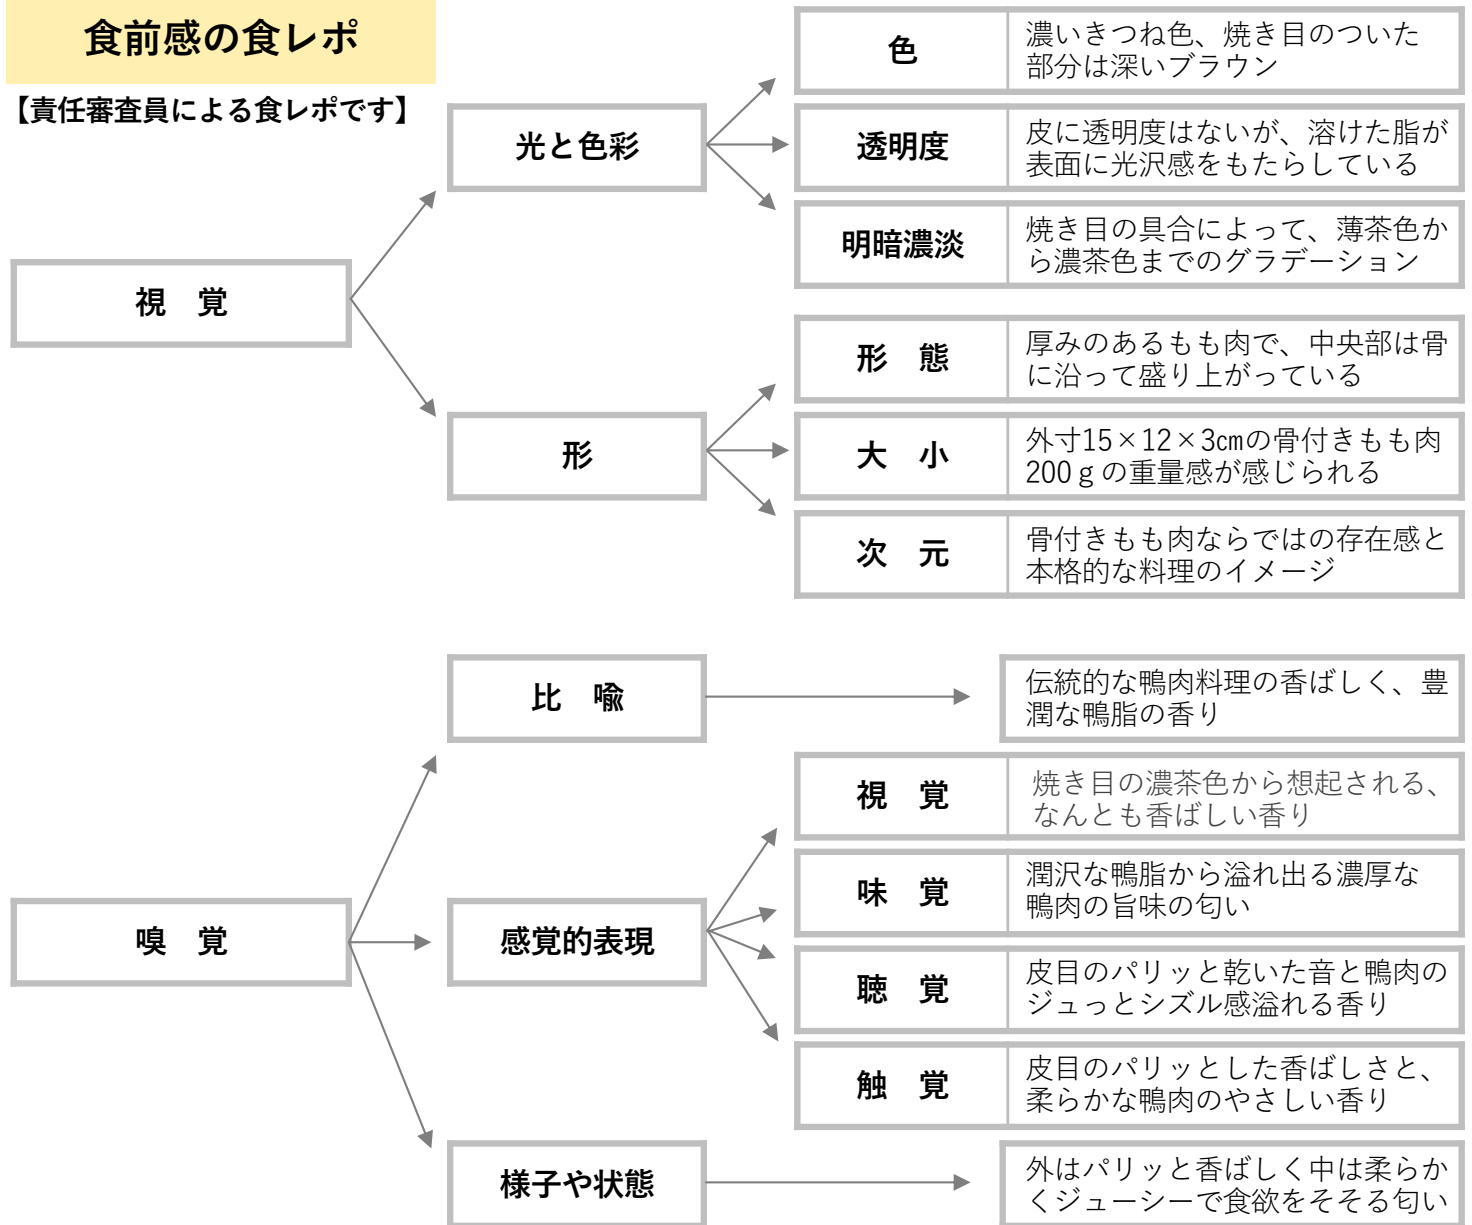 食前感の食レポ
【責任審査員による食レポです】
視　覚
光と色彩
色
濃いきつね色、焼き目のついた
部分は深いブラウン
透明度
皮に透明度はないが、溶けた脂が
表面に光沢感をもたらしている
明暗濃淡
焼き目の具合によって、薄茶色か
ら濃茶色までのグラデーション
形
形　態
厚みのあるもも肉で、中央部は骨
に沿って盛り上がっている
大　小
外寸15×12×3㎝の骨付きもも肉
200ｇの重量感が感じられる
次　元
骨付きもも肉ならではの存在感と
本格的な料理のイメージ
嗅　覚
比　喩
伝統的な鴨肉料理の香ばしく、豊
潤な鴨脂の香り
感覚的表現
視　覚
焼き目の濃茶色から想起される、
なんとも香ばしい香り
味　覚
潤沢な鴨脂から溢れ出る濃厚な
鴨肉の旨味の匂い
聴　覚
皮目のパリッと乾いた音と鴨肉の
ジュっとシズル感溢れる香り
触　覚
皮目のパリッとした香ばしさと、
柔らかな鴨肉のやさしい香り
様子や状態
外はパリッと香ばしく中は柔らか
くジューシーで食欲をそそる匂い